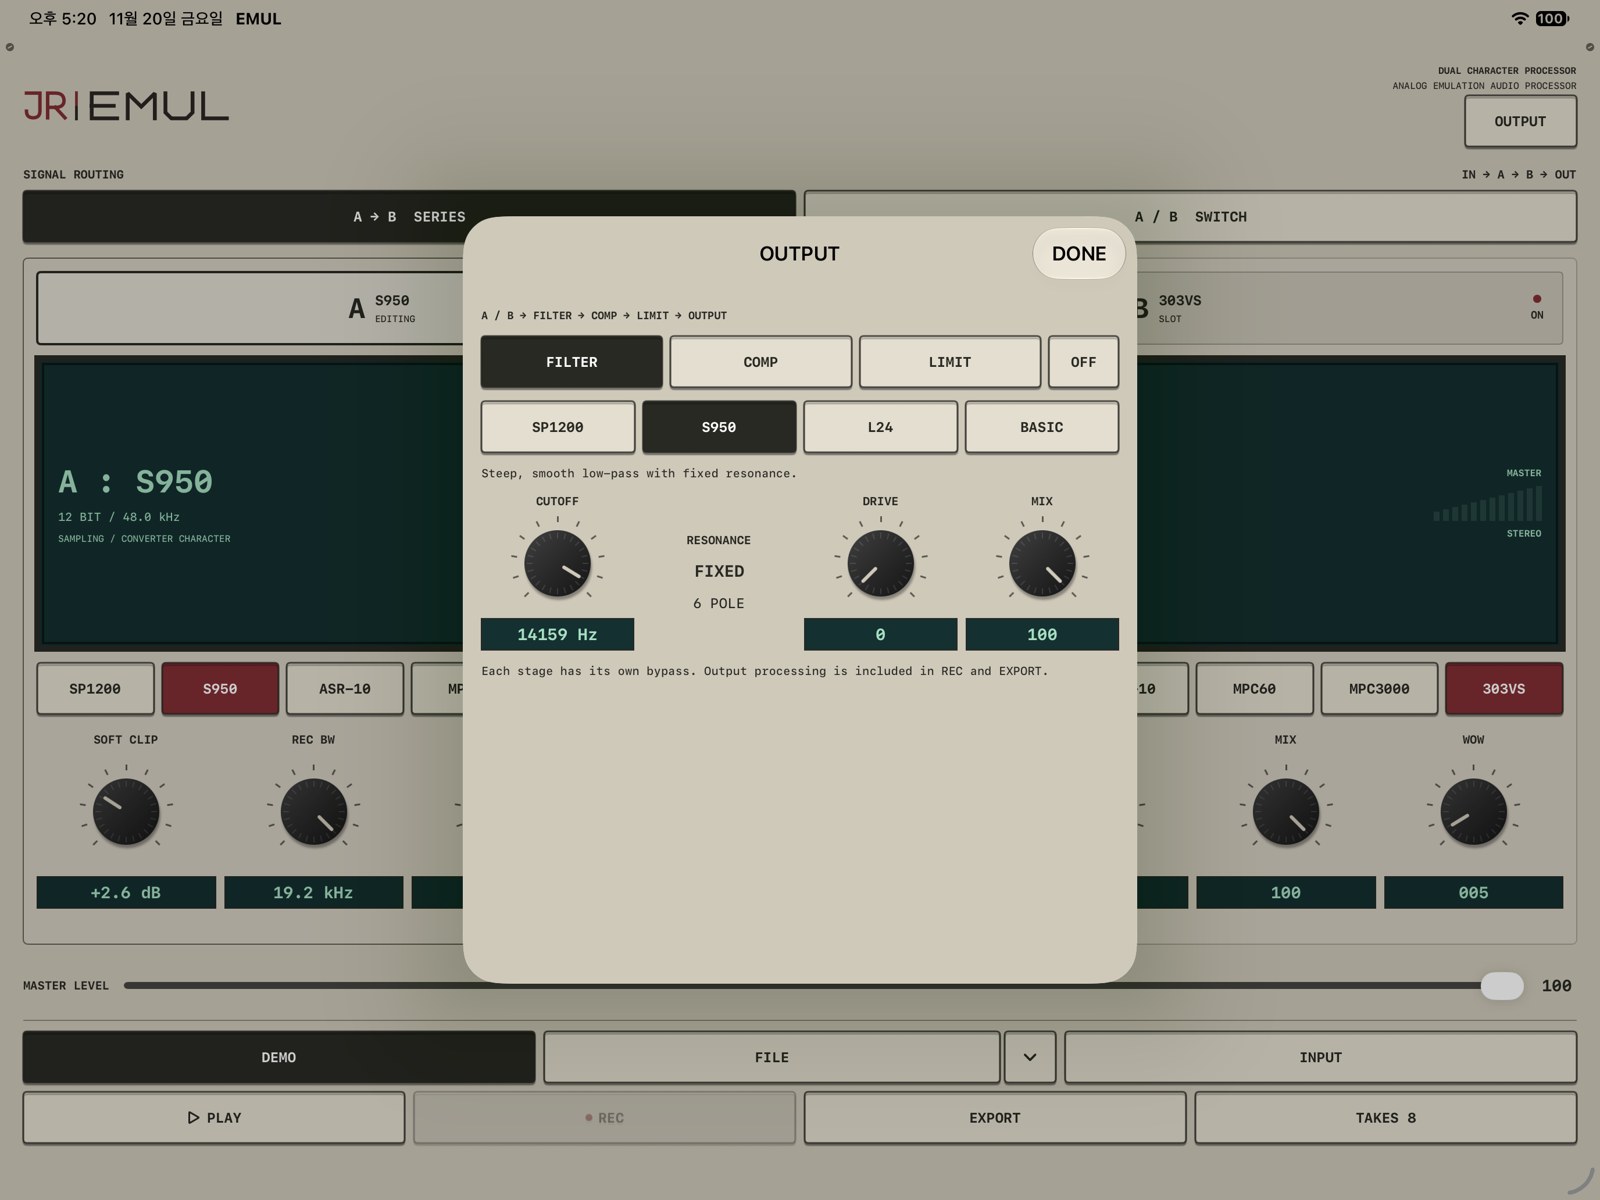 오후 5:20 11월 20일 금요일 EMUL
100
DUAL CHARACTER PROCESSOR
ANALOG EMULATION AUDIO PROCESSOR
JR|EMUL
OUTPUT
SIGNAL ROUTING
IN → A → B → OUT
A → B SERIES
A / B SWITCH
OUTPUT
DONE
A S950
EDITING
B 303VS
SLOT
ON
A / B → FILTER → COMP → LIMIT → OUTPUT
FILTER
COMP
LIMIT
OFF
SP1200
S950
L24
BASIC
Steep, smooth low-pass with fixed resonance.
CUTOFF
DRIVE
MIX
RESONANCE
FIXED
6 POLE
14159 Hz
0
100
Each stage has its own bypass. Output processing is included in REC and EXPORT.
A : S950
12 BIT / 48.0 kHz
SAMPLING / CONVERTER CHARACTER
MASTER
STEREO
SP1200
S950
ASR-10
MP
-10
MPC60
MPC3000
303VS
SOFT CLIP
REC BW
MIX
WOW
+2.6 dB
19.2 kHz
100
005
MASTER LEVEL
100
DEMO
FILE
INPUT
PLAY
REC
EXPORT
TAKES 8